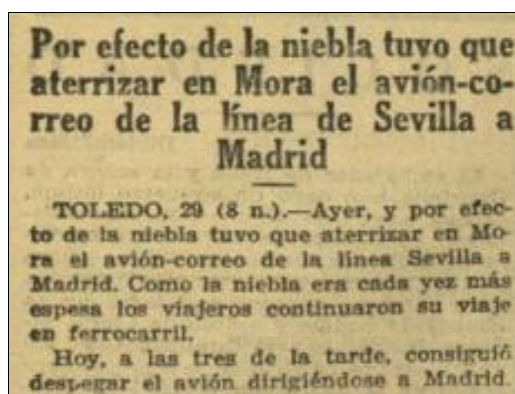 Por efecto de la niebla tuvo que
aterrizar en Mora el avión-co-
rreo de la línea de Sevilla a
Madrid
TOLEDO, 29 (8 n.).—Ayer, y por efec-
to de la niebla tuvo que aterrizar en Mo-
ra el avión-correo de la línea Sevilla a
Madrid. Como la niebla era cada yez más
espesa los viajeros continuaron su viaje
en ferrocarril.
Hoy, a las tres de la tarde, consiguió
despegar el avión dirigiéndose a Madrid.